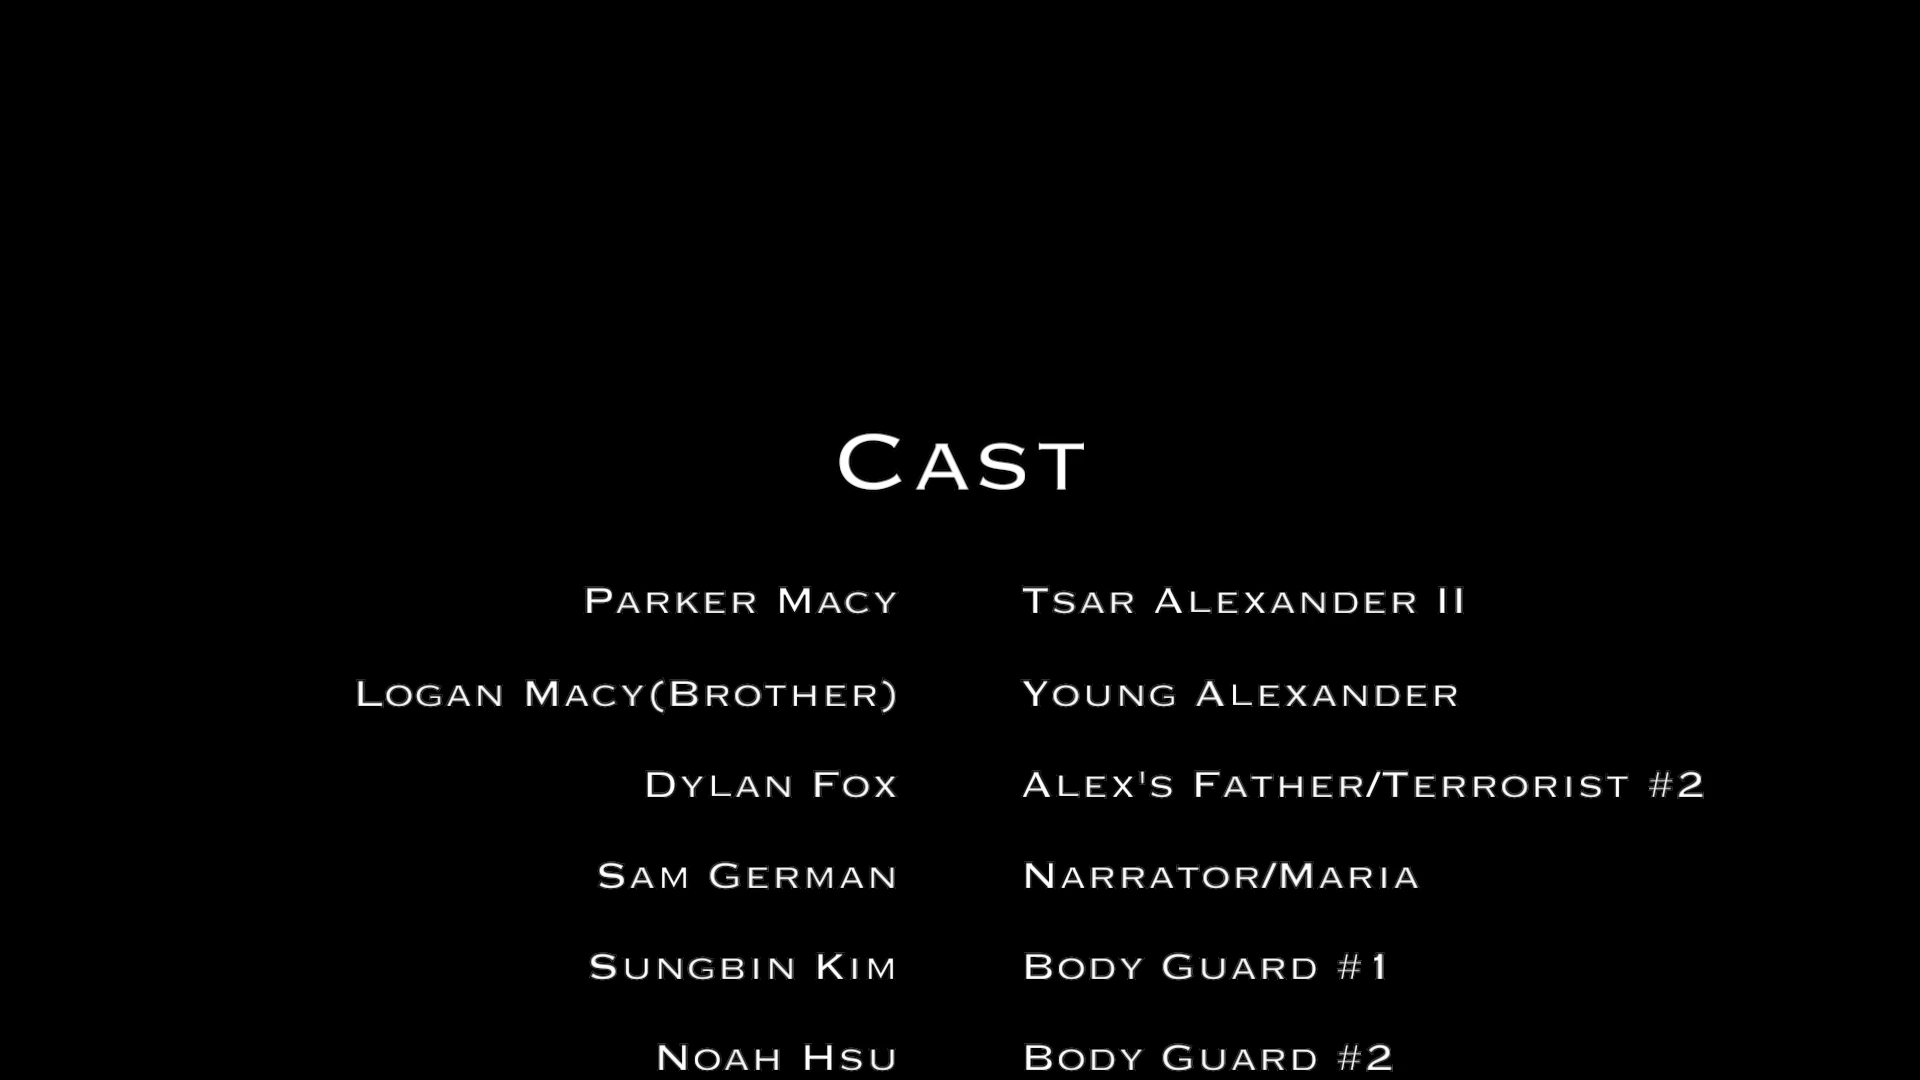 Cast
Parker Macy Tsar Alexander II
Logan Macy(Brother) Young Alexander
Dylan Fox Alex's Father/Terrorist #2
Sam German Narrator/Maria
Sungbin Kim Body Guard #1
Noah Hsu Body Guard #2